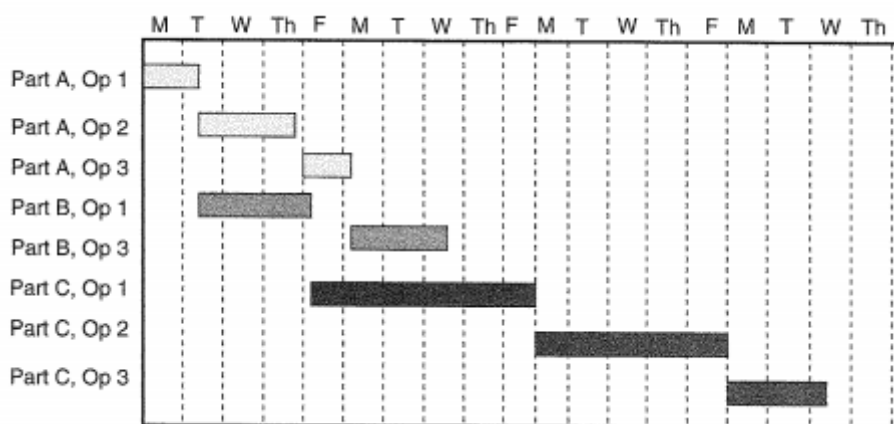 M T W Th F M T W Th F M T W Th F M T W Th
Part A, Op 1
Part A, Op 2
Part A, Op 3
Part B, Op 1
Part B, Op 3
Part C, Op 1
Part C, Op 2
Part C, Op 3